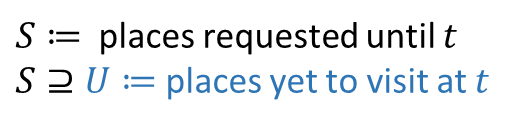 S ≔ places requested until t
S ⊇ U ≔ places yet to visit at t